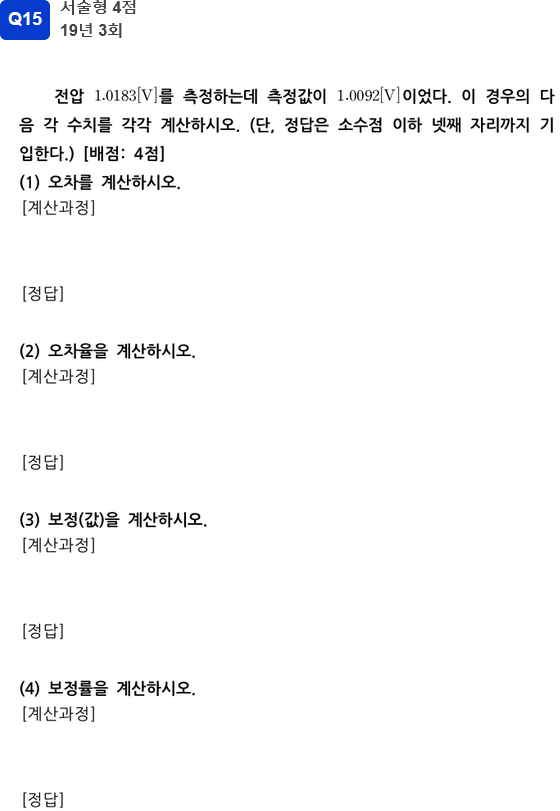 Q15
서술형 4점
19년 3회
전압 1.0183[V]를 측정하는데 측정값이 1.0092[V]이었다. 이 경우의 다
음 각 수치를 각각 계산하시오. (단, 정답은 소수점 이하 넷째 자리까지 기
입한다.) [배점: 4점]
(1) 오차를 계산하시오.
[계산과정]
[정답]
(2) 오차율을 계산하시오.
[계산과정]
[정답]
(3) 보정(값)을 계산하시오.
[계산과정]
[정답]
(4) 보정률을 계산하시오.
[계산과정]
[정답]